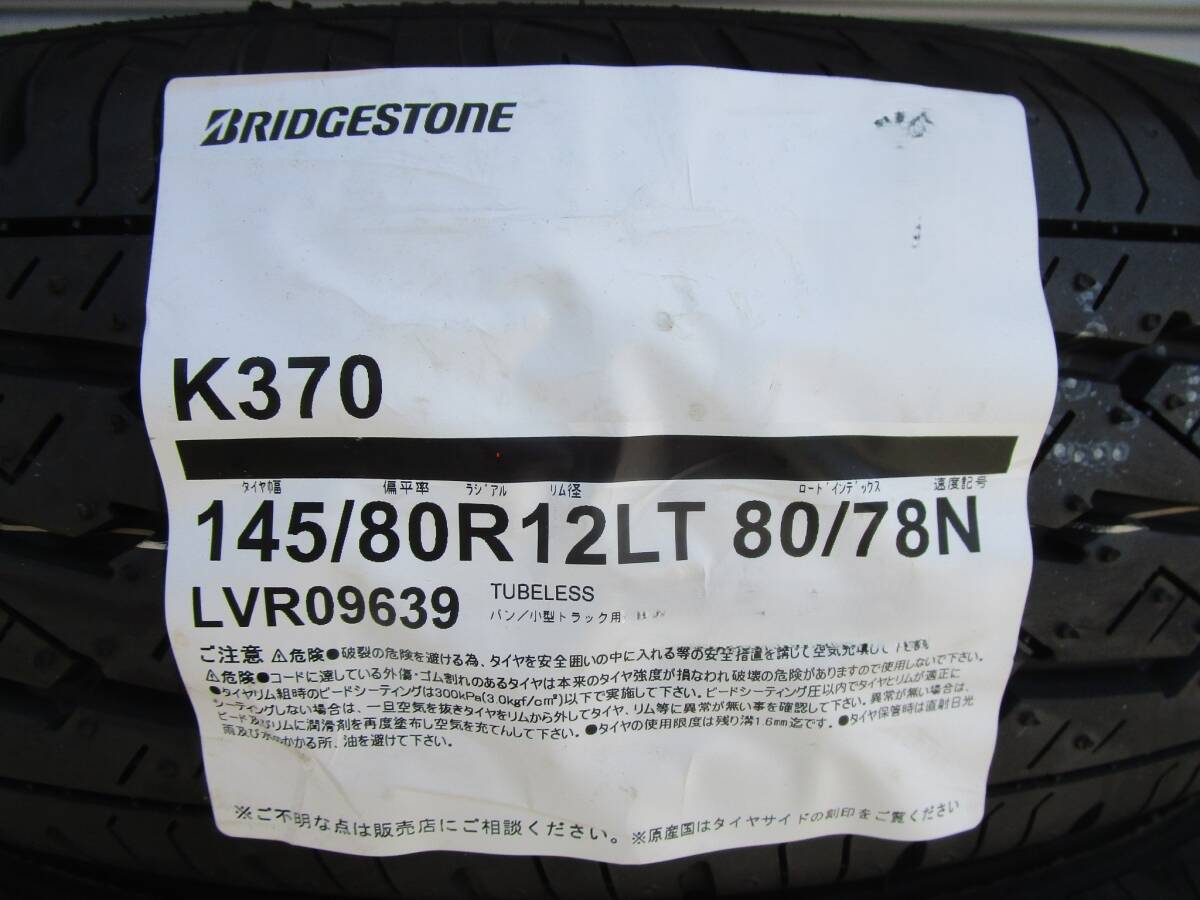 BRIDGESTONE
K370
タイヤ巾幅 偏平率 ラジアル リム径 ロードインデックス 速度記号
145/80R12LT 80/78N
LVR09639 TUBELESS
バン/小型トラック用
ご注意 ⚠危険●破裂の危険を避ける為、タイヤを安全囲いの中に入れる等の安全措置を講じて空気充填して下さい
⚠危険●コードに達している外傷・ゴム割れのあるタイヤは本来のタイヤ強度が損なわれ破壊の危険がありますので使用しないで下さい。
●タイヤリム組時のビードシーティングは300kPa(3.0kgf/cm²)以下で実施して下さい。ビードシーティング圧以内でタイヤとリムが適正に
シーティングしない場合は、一旦空気を抜きタイヤをリムから外してタイヤ、リム等に異常が無い事を確認して下さい。異常が無い場合は、
ビード及びリムに潤滑剤を再度塗布し空気を充てんして下さい。●タイヤの使用限度は残り溝1.6mm迄です。●タイヤ保管時は直射日光
雨及び水のかかる所、油を避けて下さい。
※ご不明な点は販売店にご相談ください。※原産国はタイヤサイドの刻印をご覧ください